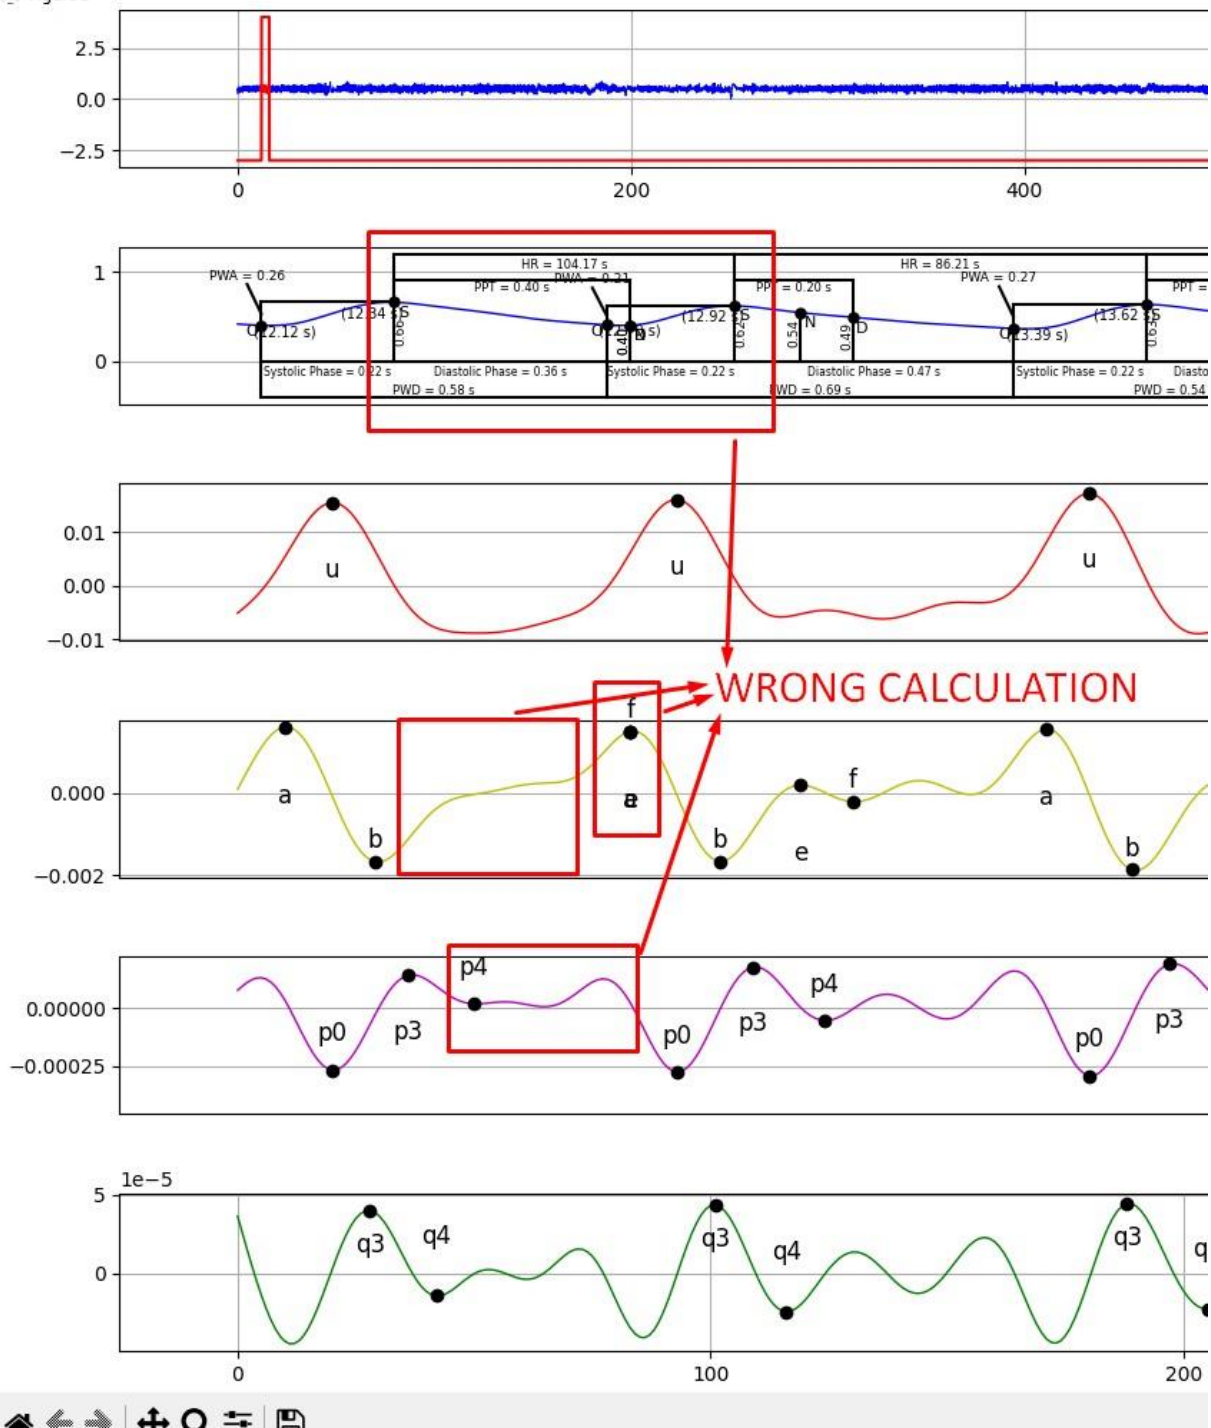 2.5
0.0
−2.5
0
200
400
HR = 104.17 s
HR = 86.21 s
PWA = 0.26
PWA = 0.21
PWA = 0.27
PPT = 0.40 s
PPT = 0.20 s
PPT =
1
(12.34 s)S
(12.92 s)S
(13.62 s)S
Q(12.12 s)
N
D
Q(13.39 s)
0.66
0.62
0.54
0.49
0.63
0
Systolic Phase = 0.22 s
Diastolic Phase = 0.36 s
Systolic Phase = 0.22 s
Diastolic Phase = 0.47 s
Systolic Phase = 0.22 s
Diasto
PWD = 0.58 s
PWD = 0.69 s
PWD = 0.54
0.01
0.00
−0.01
u
u
u
WRONG CALCULATION
0.000
−0.002
a
b
f
b
e
f
a
b
0.00000
−0.00025
p0
p3
p4
p0
p3
p4
p0
p3
1e−5
5
0
q3
q4
q3
q4
q3
q
0
100
200